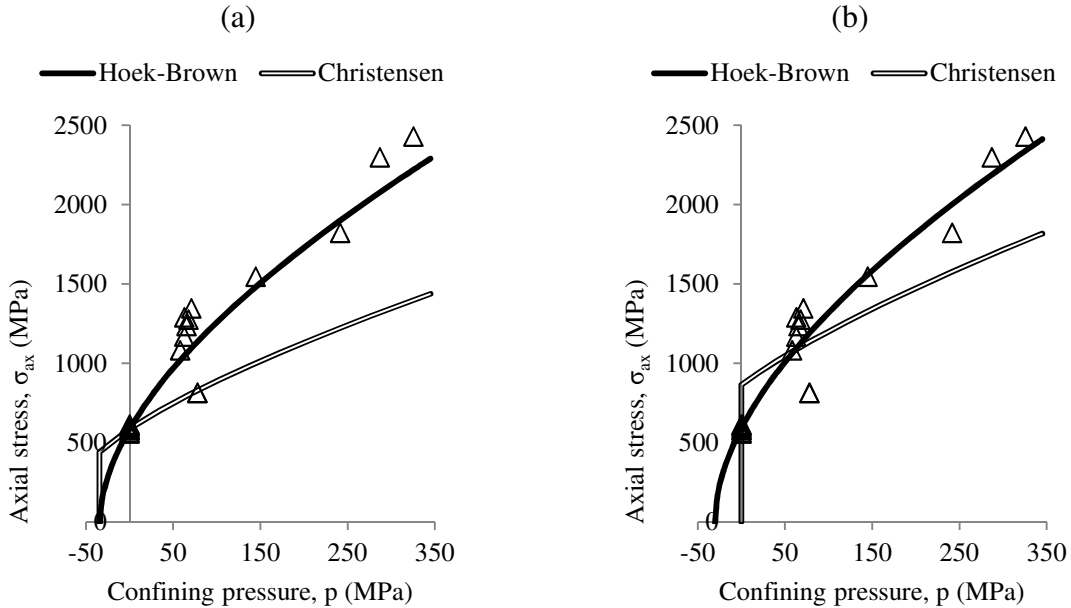 (a)
Hoek-Brown Christensen
2500
2000
1500
1000
500
0
-50 50 150 250 350
Axial stress, σax (MPa)
Confining pressure, p (MPa)
(b)
Hoek-Brown Christensen
2500
2000
1500
1000
500
0
-50 50 150 250 350
Axial stress, σax (MPa)
Confining pressure, p (MPa)